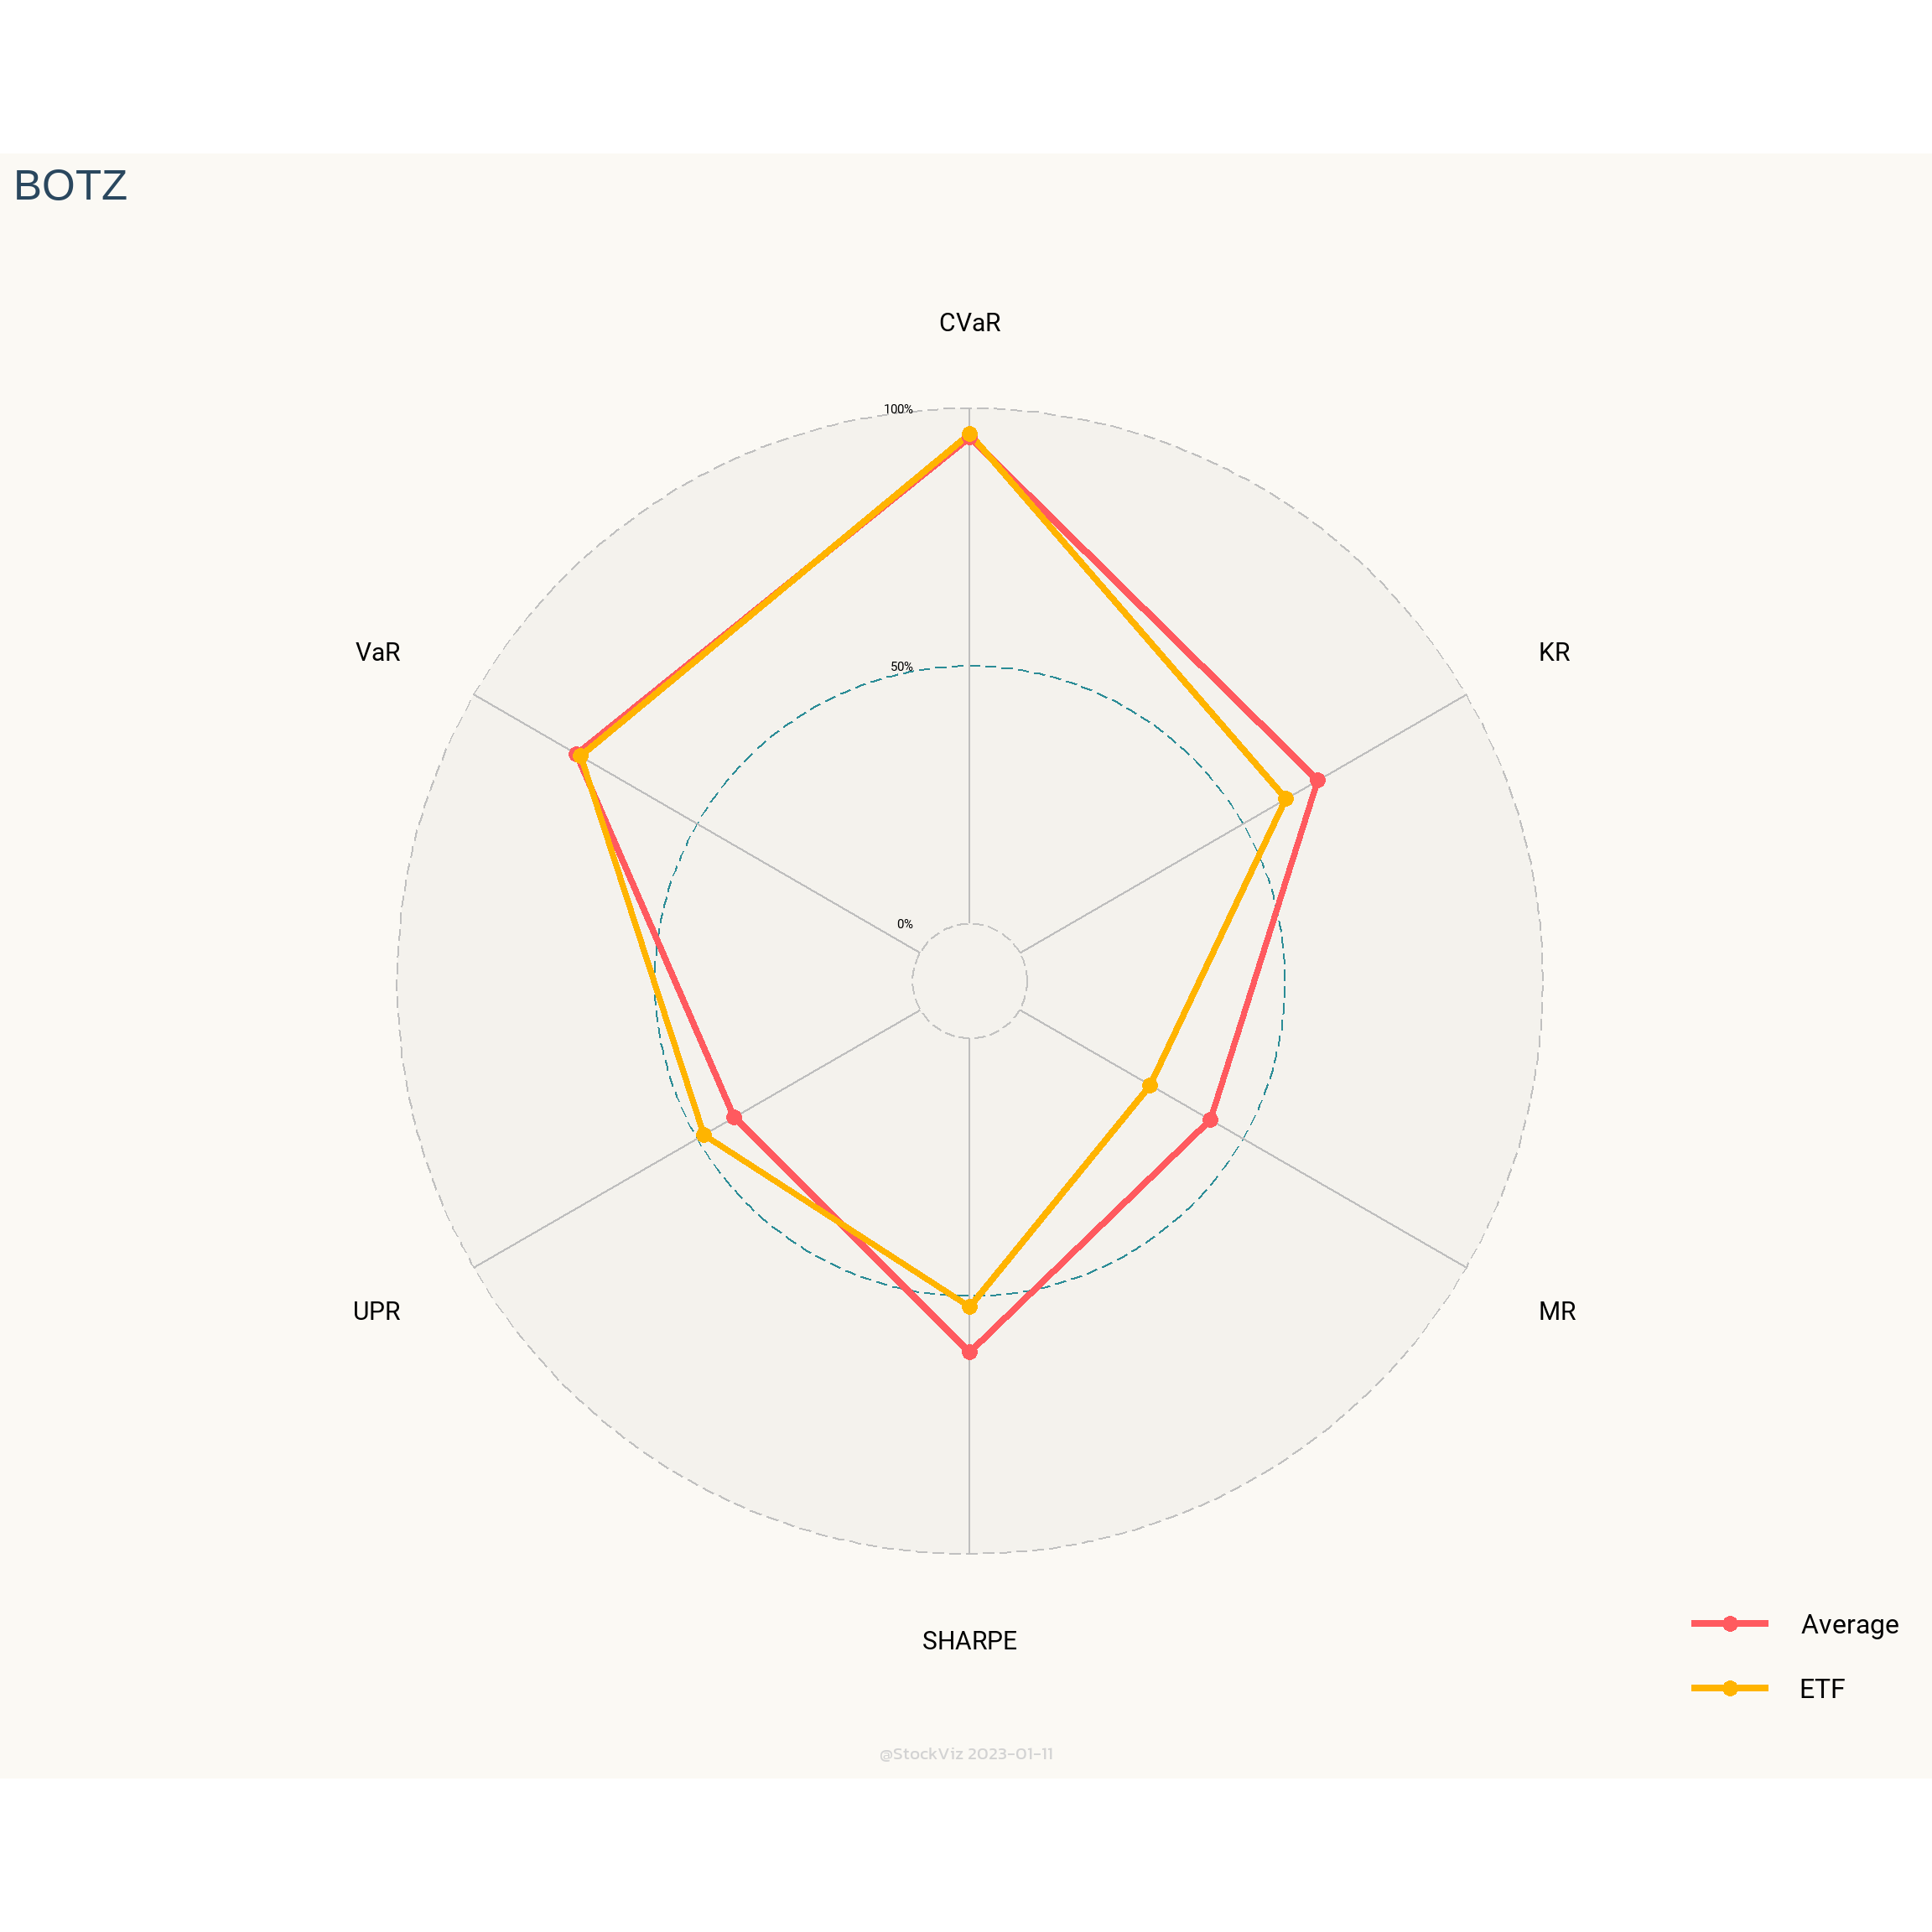 BOTZ
CVaR
100%
VaR
KR
50%
0%
UPR
MR
SHARPE
Average
ETF
@StockViz 2023-01-11